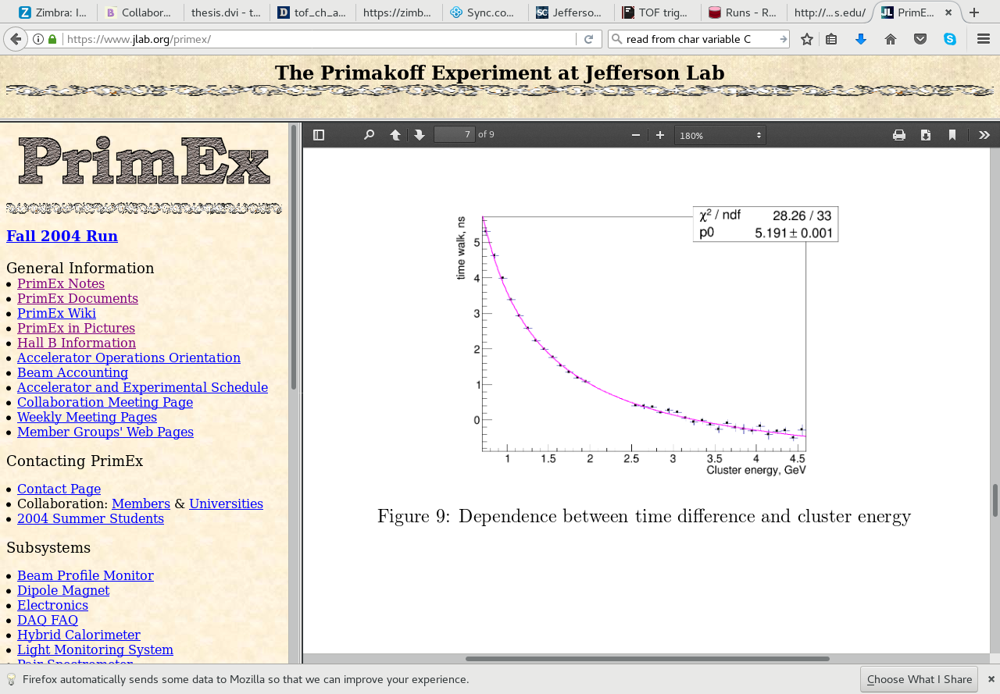 Zimbra: I...
Collabor...
thesis.dvi - t...
tof_ch_a...
https://zimb...
Sync.co...
Jefferso...
TOF trig...
Runs - R...
http://...s.edu/
PrimE...
https://www.jlab.org/primex/
read from char variable C
The Primakoff Experiment at Jefferson Lab
PrimEx
Fall 2004 Run
General Information
PrimEx Notes
PrimEx Documents
PrimEx Wiki
PrimEx in Pictures
Hall B Information
Accelerator Operations Orientation
Beam Accounting
Accelerator and Experimental Schedule
Collaboration Meeting Page
Weekly Meeting Pages
Member Groups' Web Pages
Contacting PrimEx
Contact Page
Collaboration: Members & Universities
2004 Summer Students
Subsystems
Beam Profile Monitor
Dipole Magnet
Electronics
DAQ FAQ
Hybrid Calorimeter
Light Monitoring System
Pair Spectrometer
7 of 9
180%
χ² / ndf 28.26 / 33
p0 5.191 ± 0.001
time walk, ns
5
4
3
2
1
0
1 1.5 2 2.5 3 3.5 4 4.5
Cluster energy, GeV
Figure 9: Dependence between time difference and cluster energy
Firefox automatically sends some data to Mozilla so that we can improve your experience.
Choose What I Share